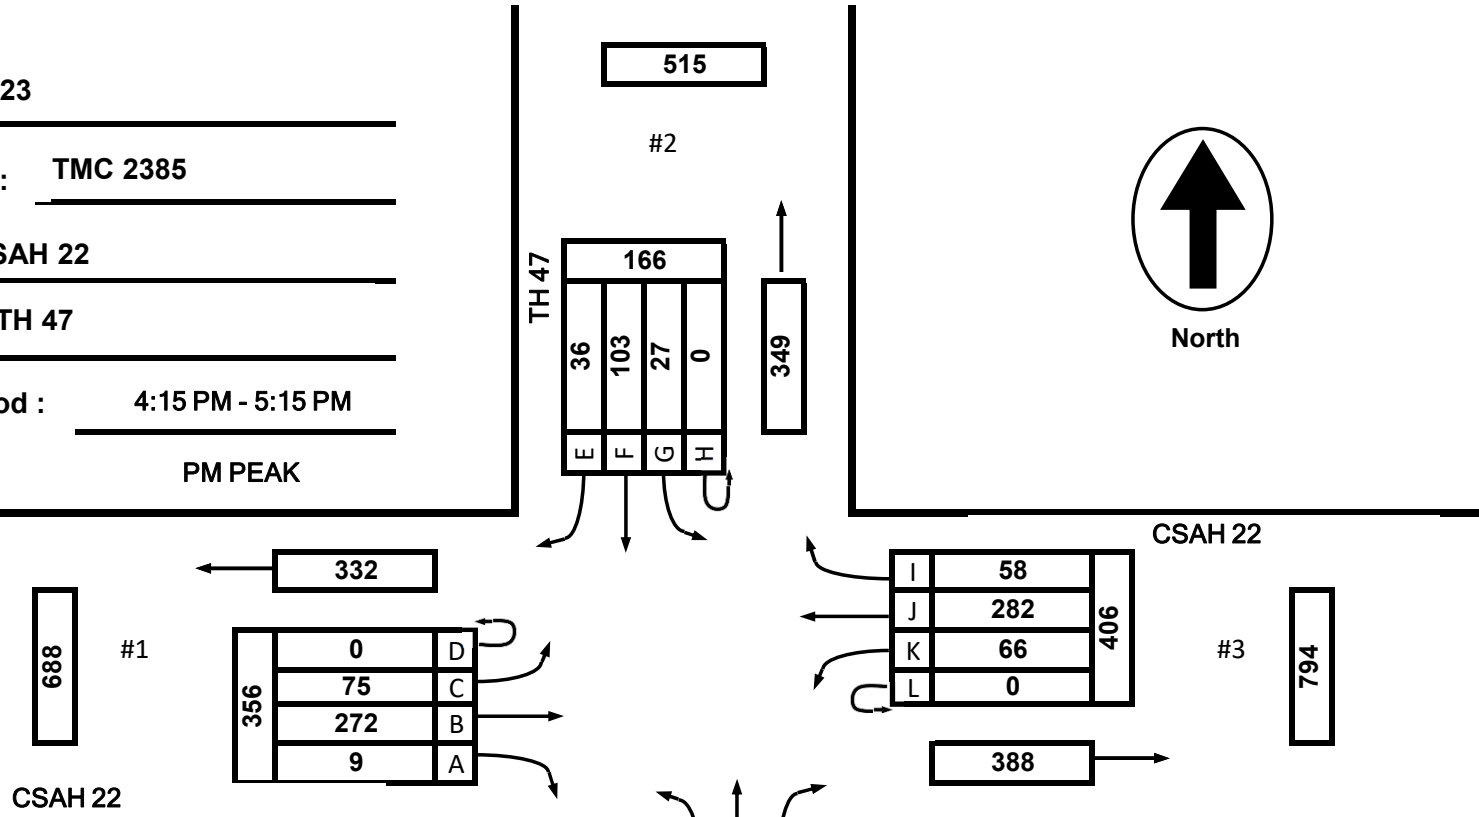 23
: TMC 2385
SAH 22
TH 47
od : 4:15 PM - 5:15 PM
PM PEAK
515
#2
TH 47
166
36 103 27 0
E F G H
349
North
CSAH 22
332
688
#1
356
0 D
75 C
272 B
9 A
CSAH 22
I 58
J 282
K 66
L 0
406
#3
794
388